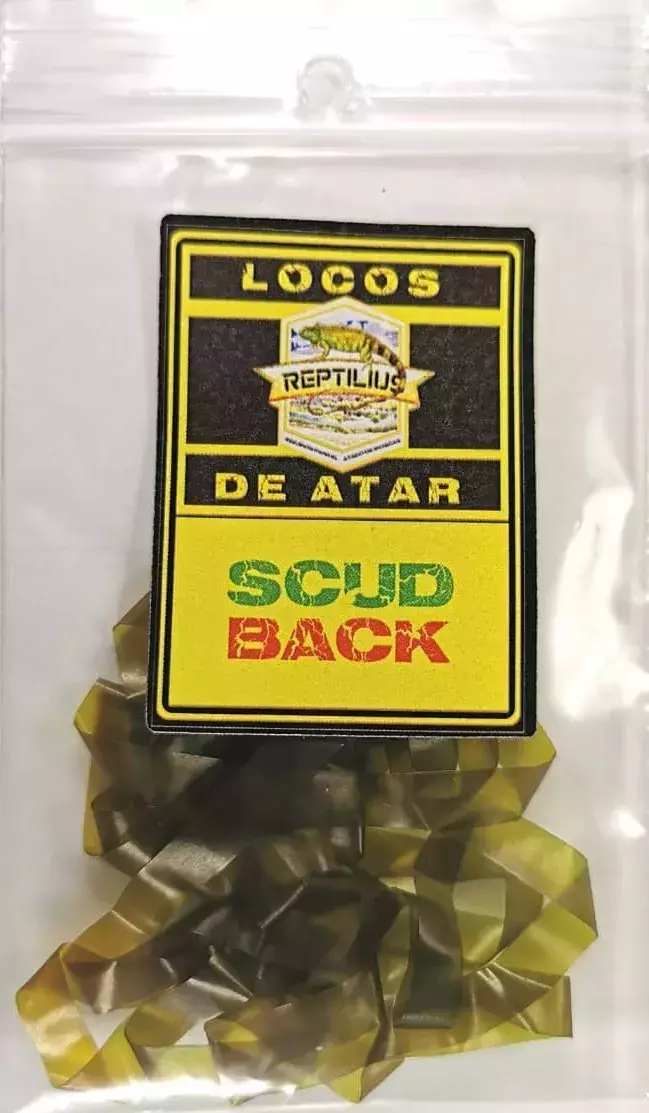 LOCOS
REPTILIUS
DE ATAR
SCUD
BACK